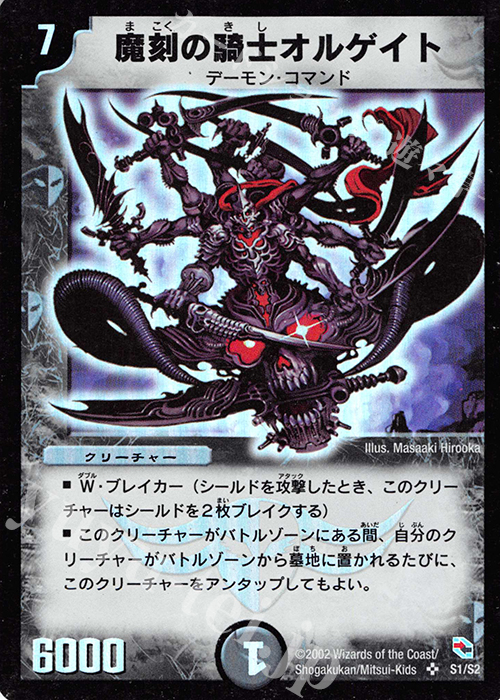 7
まこく きし
魔刻の騎士オルゲイト
デーモン・コマンド
Illus. Masaaki Hirooka
クリーチャー
ダブル アタック
■ W・ブレイカー（シールドを攻撃したとき、このクリ
まい
ーチャーはシールドを2枚ブレイクする）
あいだ じぶん
■ このクリーチャーがバトルゾーンにある間、自分のク
ぼち お
リーチャーがバトルゾーンから墓地に置かれるたびに、
このクリーチャーをアンタップしてもよい。
6000
1
©2002 Wizards of the Coast/
Shogakukan/Mitsui-Kids S1/S2